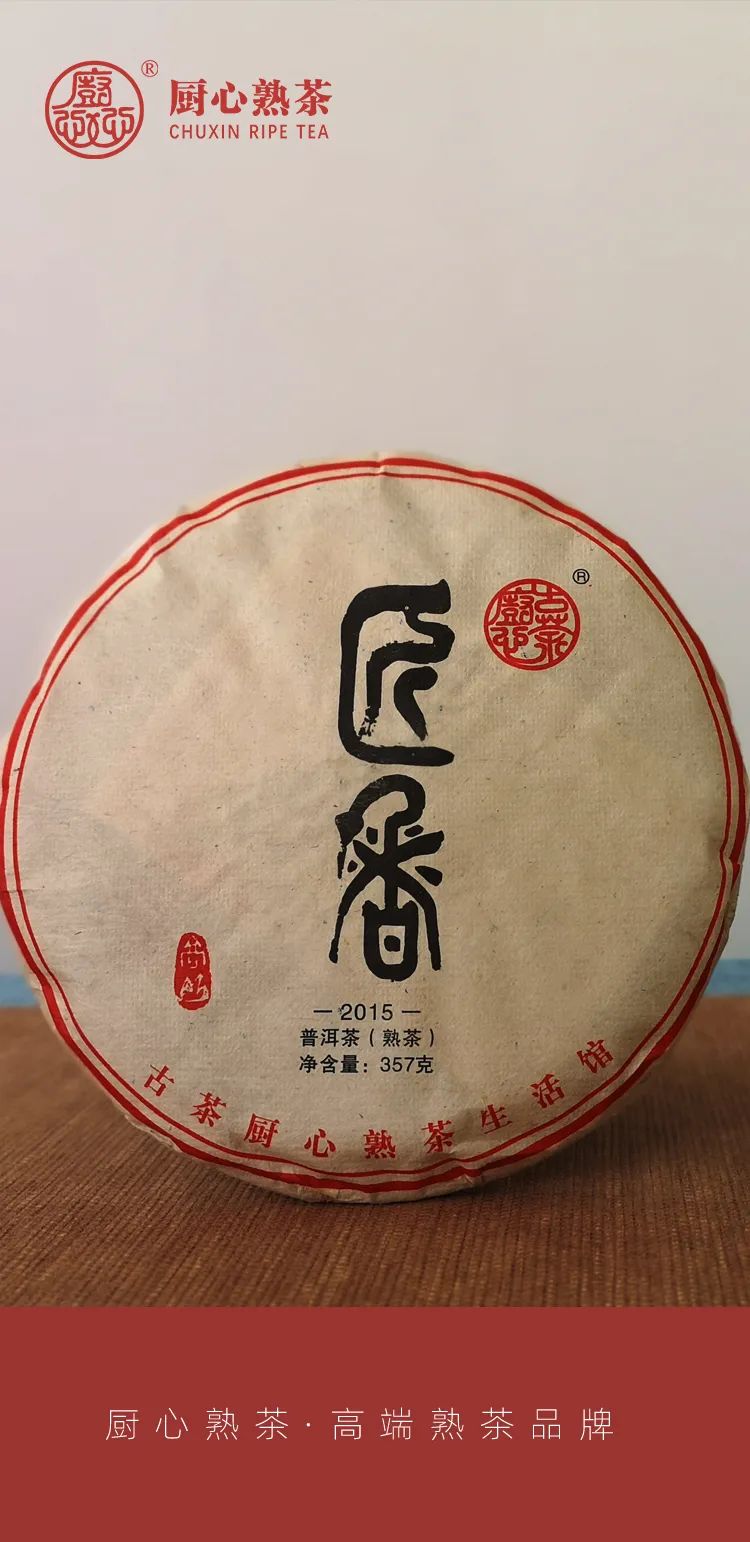 ®
厨心熟茶
CHUXIN RIPE TEA
®
匠
2015
普洱茶（熟茶）
净含量：357克
古茶厨心熟茶生活馆
厨心熟茶·高端熟茶品牌